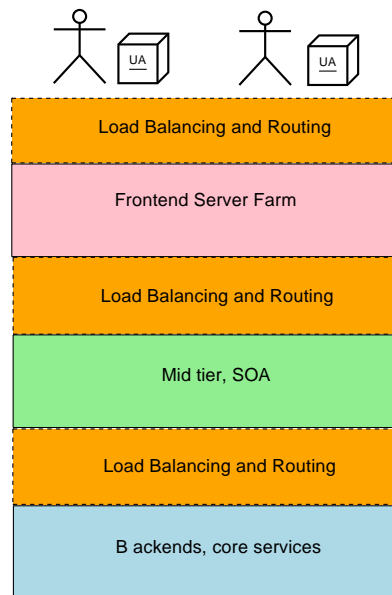 UA
UA
Load Balancing and Routing
Frontend Server Farm
Load Balancing and Routing
Mid tier, SOA
Load Balancing and Routing
B ackends, core services